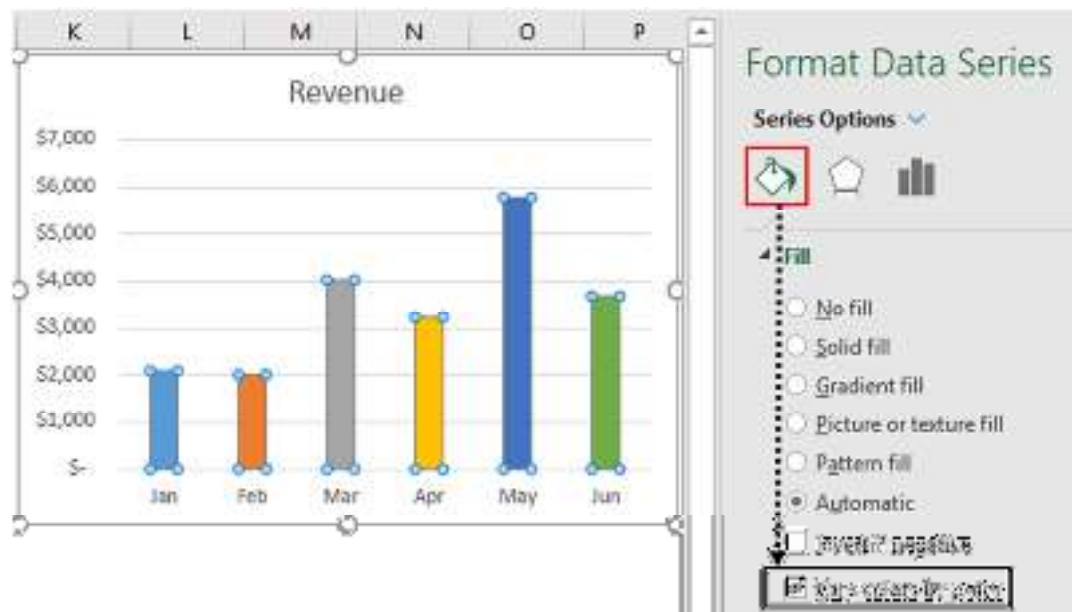 K L M N O P
Revenue
$7,000
$6,000
$5,000
$4,000
$3,000
$2,000
$1,000
$-
Jan Feb Mar Apr May Jun
Format Data Series
Series Options
Fill
No fill
Solid fill
Gradient fill
Picture or texture fill
Pattern fill
Automatic